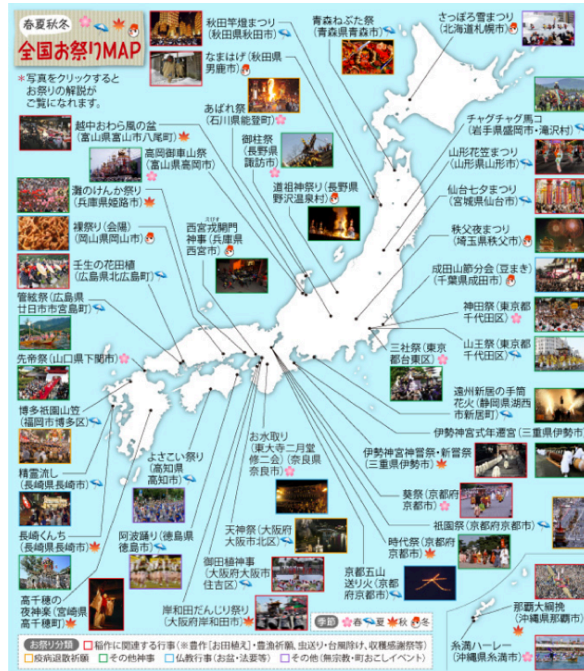 春夏秋冬
全国お祭りMAP
＊写真をクリックすると
お祭りの解説が
ご覧になれます。
秋田竿燈まつり
(秋田県秋田市)
青森ねぶた祭
(青森県青森市)
さっぽろ雪まつり
(北海道札幌市)
なまはげ(秋田県
男鹿市)
あばれ祭
(石川県能登町)
チャグチャグ馬コ
(岩手県盛岡市・滝沢村)
越中おわら風の盆
(富山県富山市八尾町)
御柱祭
(長野県
諏訪市)
山形花笠まつり
(山形県山形市)
高岡御車山祭
(富山県高岡市)
仙台七夕まつり
(宮城県仙台市)
灘のけんか祭り
(兵庫県姫路市)
道祖神祭り(長野県
野沢温泉村)
秩父夜まつり
(埼玉県秩父市)
裸祭り(会陽)
(岡山県岡山市)
西宮戎開門
神事(兵庫県
西宮市)
成田山節分会(豆まき)
(千葉県成田市)
壬生の花田植
(広島県北広島町)
神田祭(東京都
千代田区)
管絃祭(広島県
廿日市市宮島町)
山王祭(東京都
千代田区)
三社祭(東京
都台東区)
先帝祭(山口県下関市)
遠州新居の手筒
花火(静岡県湖西
市新居町)
博多祇園山笠
(福岡市博多区)
伊勢神宮式年遷宮(三重県伊勢市)
お水取り
(東大寺二月堂
修二会)(奈良県
奈良市)
伊勢神宮神嘗祭・新嘗祭
(三重県伊勢市)
よさこい祭り
(高知県
高知市)
精霊流し
(長崎県長崎市)
葵祭(京都府
京都市)
祇園祭(京都府京都市)
長崎くんち
(長崎県長崎市)
阿波踊り(徳島県
徳島市)
天神祭(大阪府
大阪市北区)
時代祭(京都府
京都市)
御田植神事
(大阪府大阪市
住吉区)
京都五山
送り火(京都
府京都市)
高千穂の
夜神楽(宮崎県
高千穂町)
岸和田だんじり祭り
(大阪府岸和田市)
那覇大綱挽
(沖縄県那覇市)
季節 春 夏 秋 冬
糸満ハーレー
(沖縄県糸満市)
お祭り分類 稲作に関連する行事(※豊作[お田植え]・豊漁祈願、虫送り・台風除け、収穫感謝祭等)
疫病退散祈願 その他神事 仏教行事(お盆・法要等) その他(無宗教・町おこしイベント)